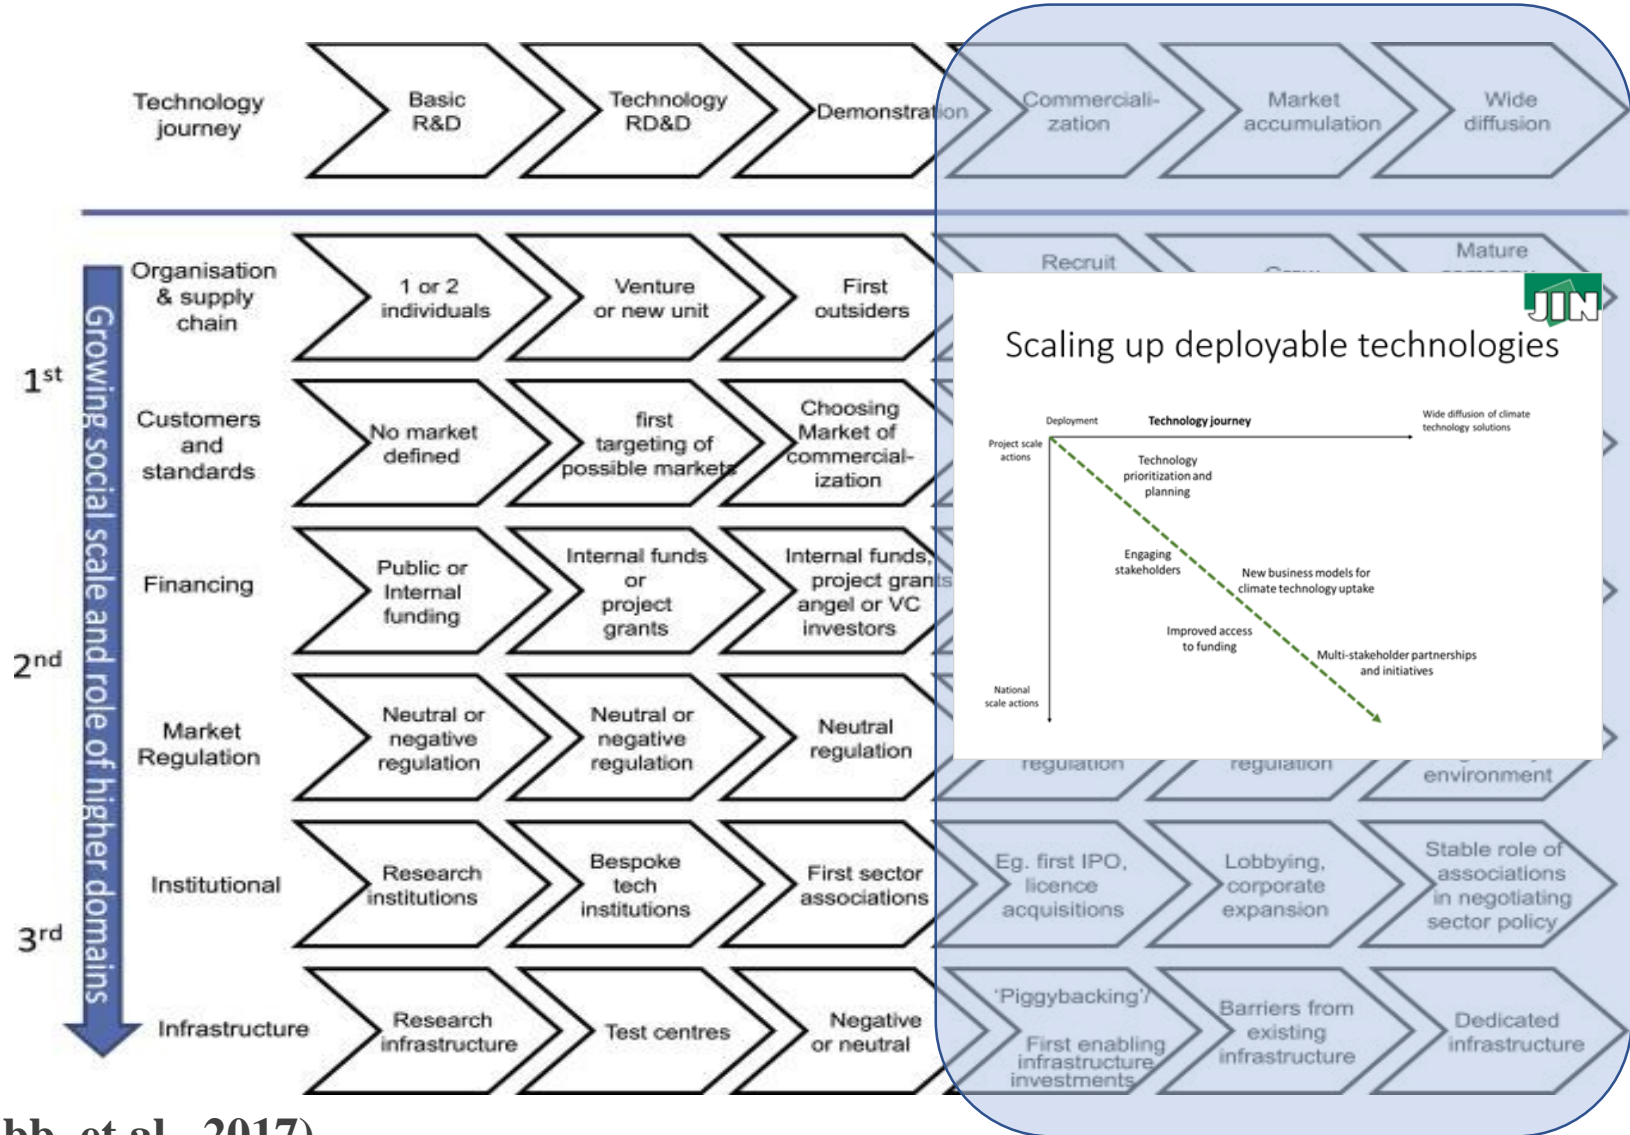 Technology
journey
Basic
R&D
Technology
RD&D
Demonstration
Commerciali-
zation
Market
accumulation
Wide
diffusion
Growing social scale and role of higher domains
1st
2nd
3rd
Organisation
& supply
chain
1 or 2
individuals
Venture
or new unit
First
outsiders
Recruit
Mature
Customers
and
standards
No market
defined
first
targeting of
possible markets
Choosing
Market of
commercial-
ization
Financing
Public or
Internal
funding
Internal funds
or
project
grants
Internal funds,
project grants
angel or VC
investors
Market
Regulation
Neutral or
negative
regulation
Neutral or
negative
regulation
Neutral
regulation
regulation
regulation
environment
Institutional
Research
institutions
Bespoke
tech
institutions
First sector
associations
Eg. first IPO,
licence
acquisitions
Lobbying,
corporate
expansion
Stable role of
associations
in negotiating
sector policy
Infrastructure
Research
infrastructure
Test centres
Negative
or neutral
'Piggybacking'/
First enabling
infrastructure
investments
Barriers from
existing
infrastructure
Dedicated
infrastructure
JIN
Scaling up deployable technologies
Deployment
Technology journey
Wide diffusion of climate
technology solutions
Project scale
actions
Technology
prioritization and
planning
Engaging
stakeholders
New business models for
climate technology uptake
Improved access
to funding
Multi-stakeholder partnerships
and initiatives
National
scale actions
et al., 2017)